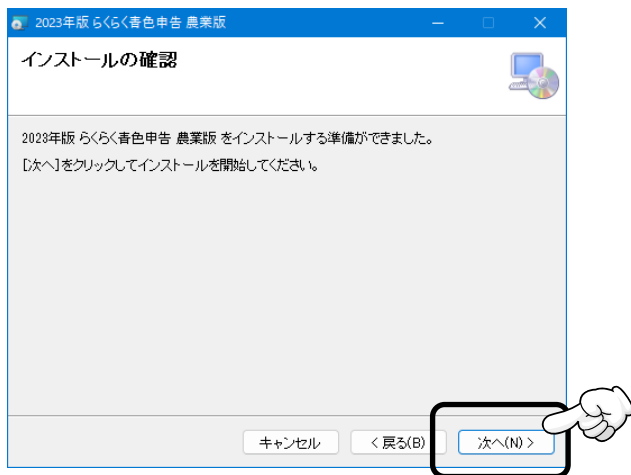 2023年版 らくらく青色申告 農業版
インストールの確認
2023年版 らくらく青色申告 農業版 をインストールする準備ができました。
[次へ]をクリックしてインストールを開始してください。
キャンセル
< 戻る(B)
次へ(N) >